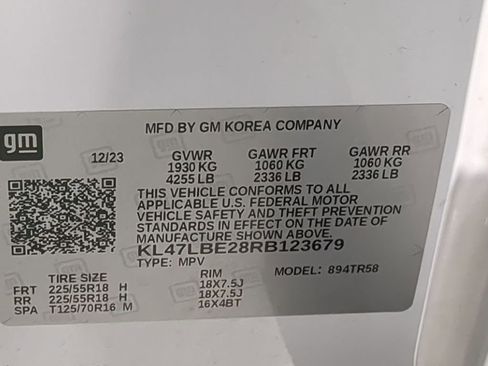 gm
MFD BY GM KOREA COMPANY
12/23 GVWR GAWR FRT GAWR RR
1930 KG 1060 KG 1060 KG
4255 LB 2336 LB 2336 LB
THIS VEHICLE CONFORMS TO ALL
APPLICABLE U.S. FEDERAL MOTOR
VEHICLE SAFETY AND THEFT PREVENTION
STANDARDS IN EFFECT ON THE DATE OF
MANUFACTURE SHOWN ABOVE.
KL47LBE28RB123679
TYPE: MPV MODEL: 894TR58
TIRE SIZE RIM
FRT 225/55R18 H 18X7.5J
RR 225/55R18 H 18X7.5J
SPA T125/70R16 M 16X4BT